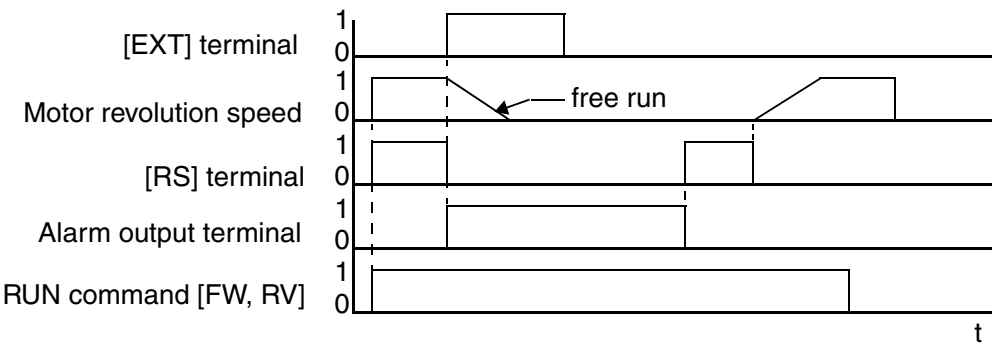 [EXT] terminal
1
0
Motor revolution speed
1
0
free run
[RS] terminal
1
0
Alarm output terminal
1
0
RUN command [FW, RV]
1
0
t